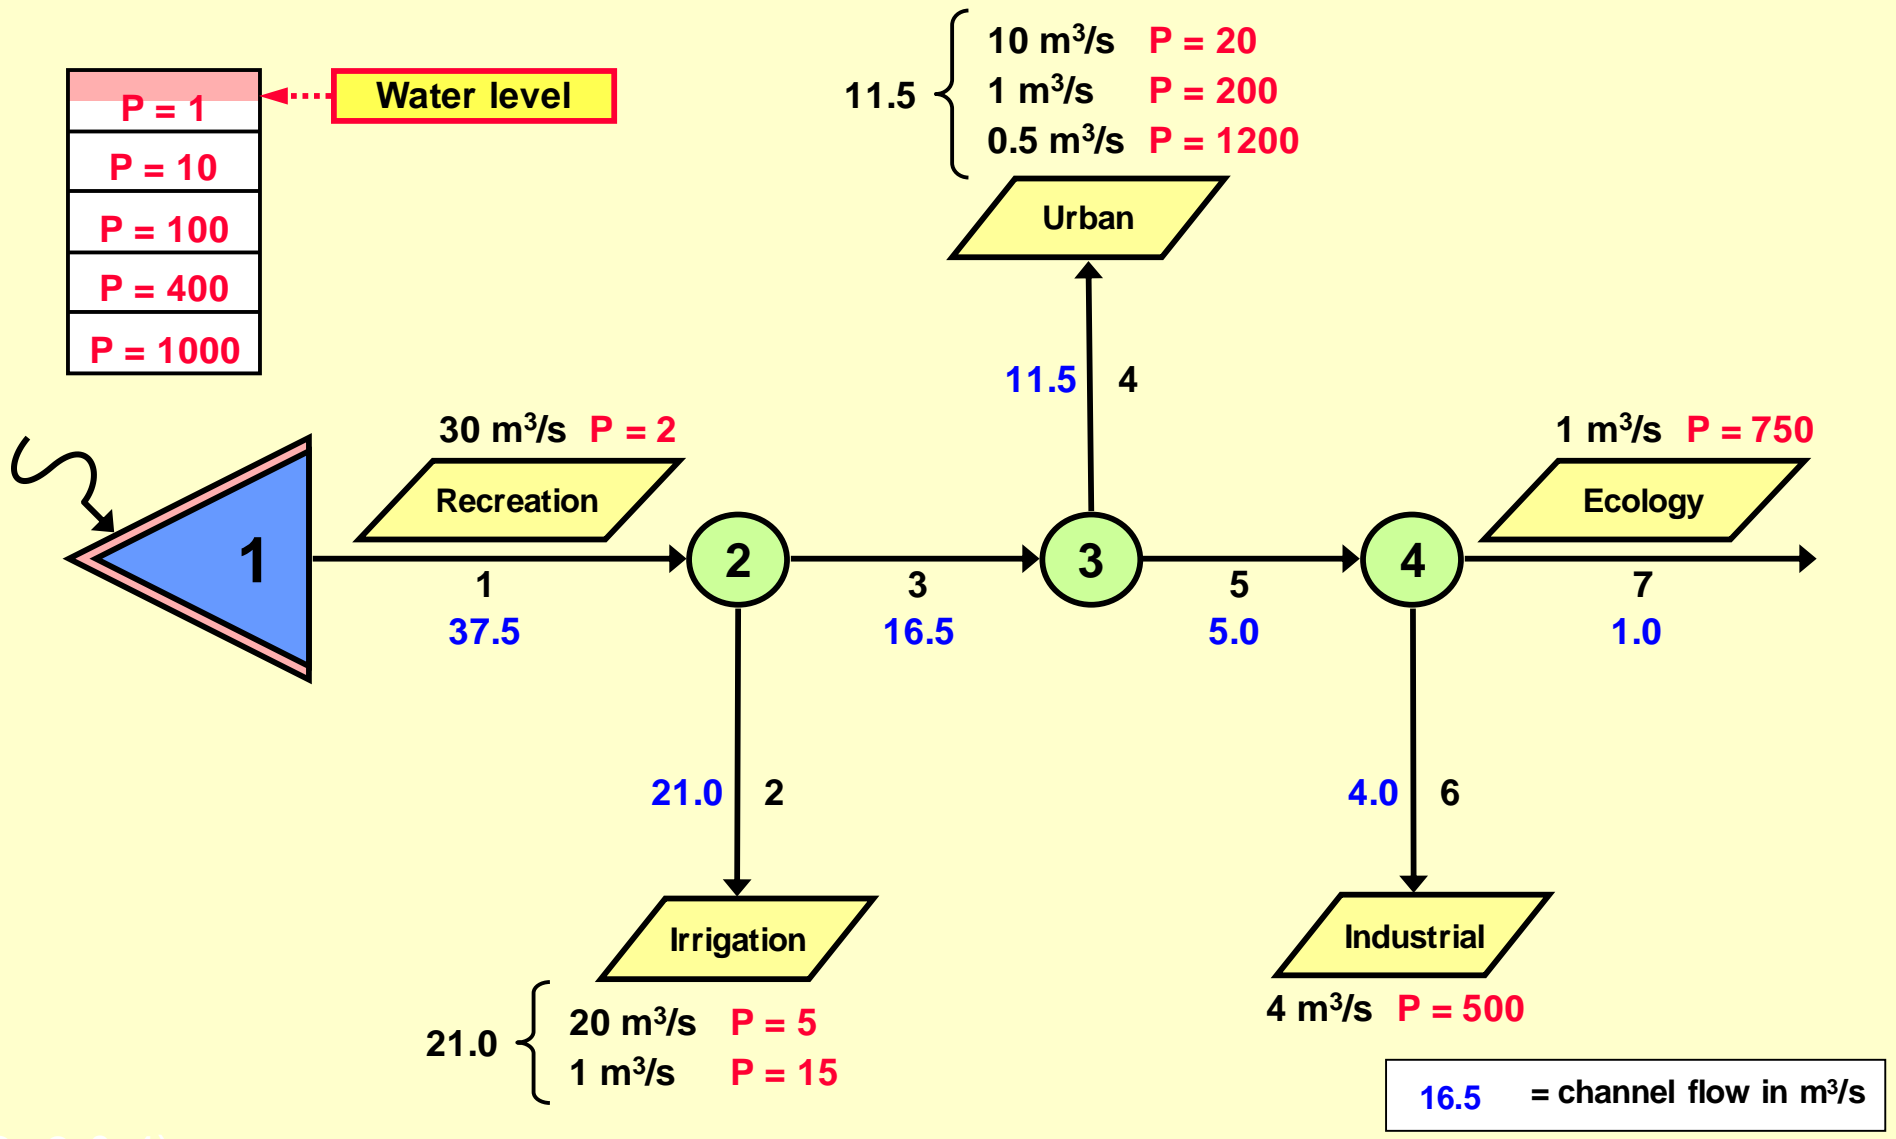 10 m³/s P = 20
1 m³/s P = 200
0.5 m³/s P = 1200
11.5
Water level
P = 1
P = 10
P = 100
P = 400
P = 1000
Urban
11.5 4
30 m³/s P = 2
1 m³/s P = 750
Recreation
Ecology
1
2
3
4
1
3
5
7
37.5
16.5
5.0
1.0
21.0 2
4.0 6
Irrigation
Industrial
4 m³/s P = 500
20 m³/s P = 5
21.0
1 m³/s P = 15
16.5 = channel flow in m³/s